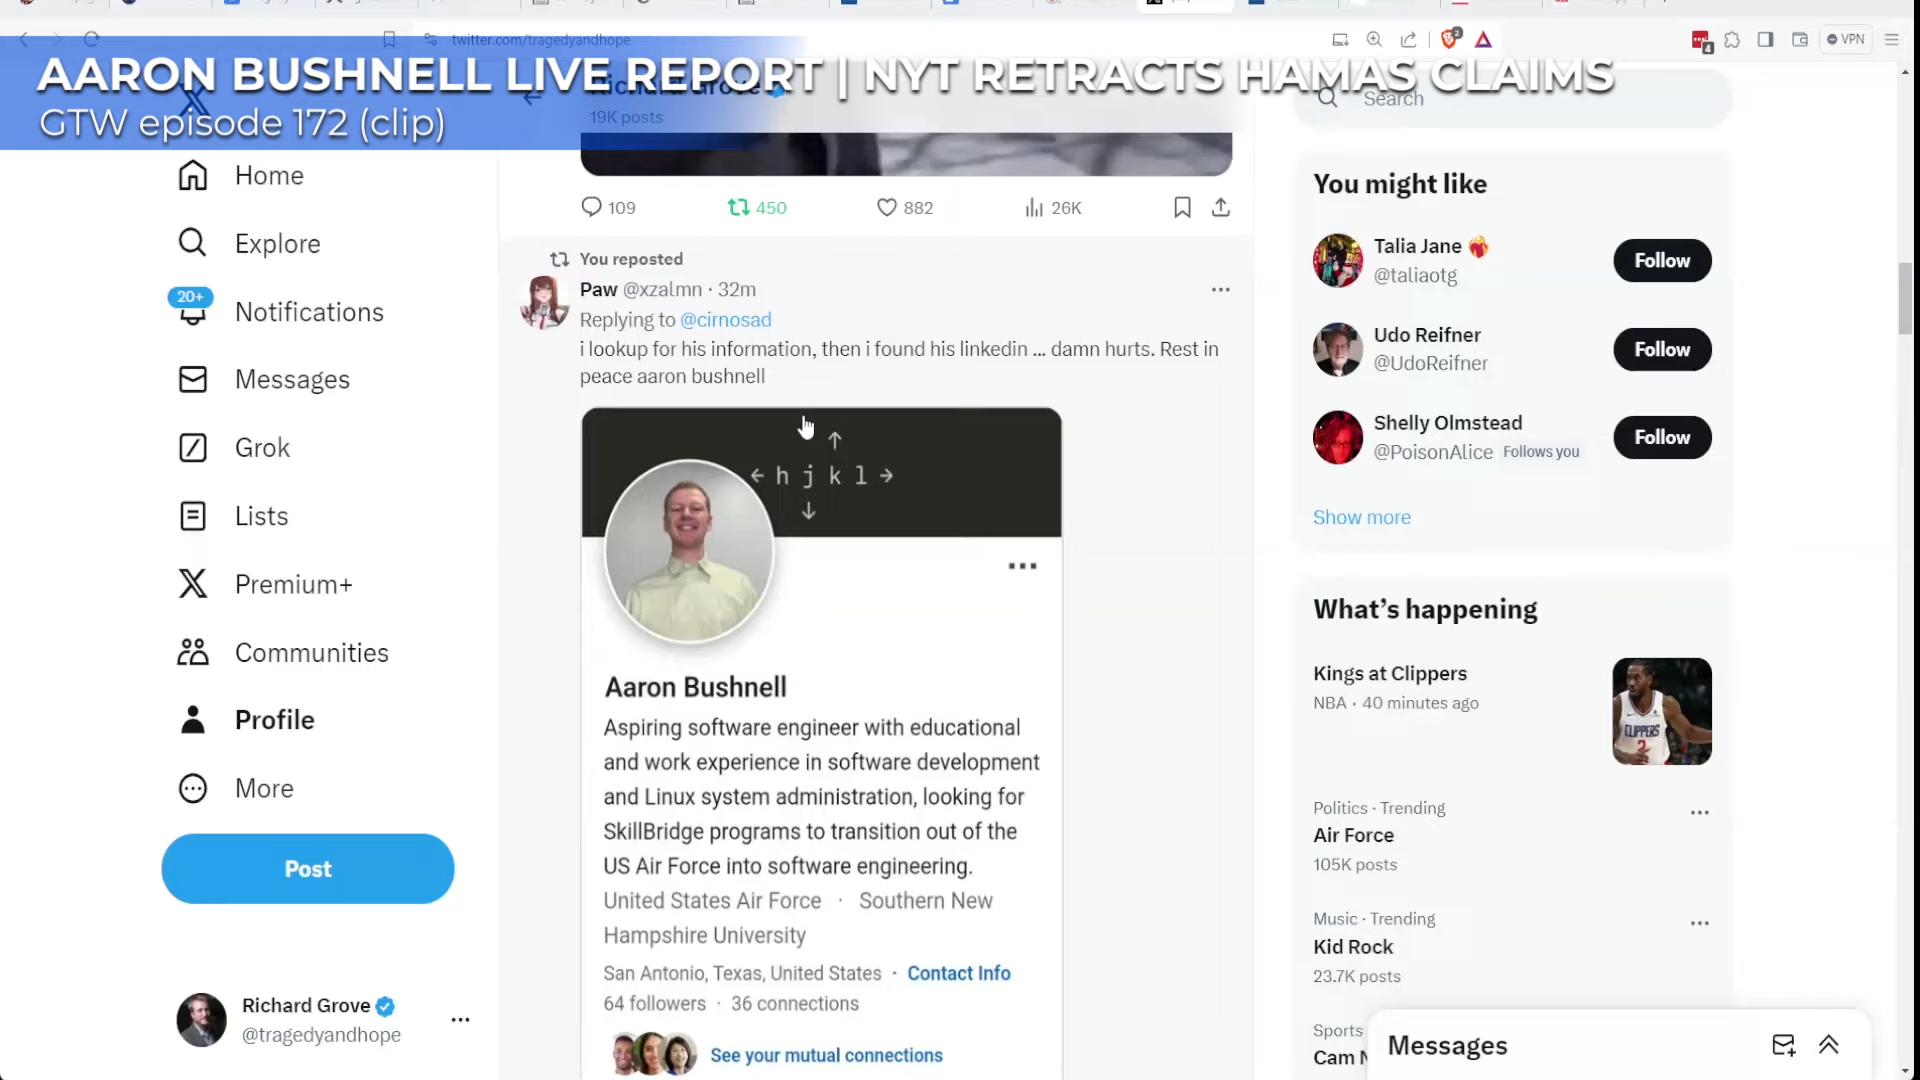 twitter.com/tragedyandhope
VPN
AARON BUSHNELL LIVE REPORT | NYT RETRACTS HAMAS CLAIMS
GTW episode 172 (clip)
Richard Grove
19K posts
Search
Home
Explore
20+
Notifications
Messages
Grok
Lists
Premium+
Communities
Profile
More
Post
Richard Grove
@tragedyandhope
109
450
882
26K
You reposted
Paw @xzalmn · 32m
Replying to @cirnosad
i lookup for his information, then i found his linkedin ... damn hurts. Rest in
peace aaron bushnell
↑
← h j k l →
↓
Aaron Bushnell
Aspiring software engineer with educational
and work experience in software development
and Linux system administration, looking for
SkillBridge programs to transition out of the
US Air Force into software engineering.
United States Air Force · Southern New
Hampshire University
San Antonio, Texas, United States · Contact Info
64 followers · 36 connections
See your mutual connections
You might like
Talia Jane
@taliaotg
Follow
Udo Reifner
@UdoReifner
Follow
Shelly Olmstead
@PoisonAlice Follows you
Follow
Show more
What's happening
Kings at Clippers
NBA · 40 minutes ago
CLIPPERS
2
Politics · Trending
Air Force
105K posts
Music · Trending
Kid Rock
23.7K posts
Sports
Cam
Messages